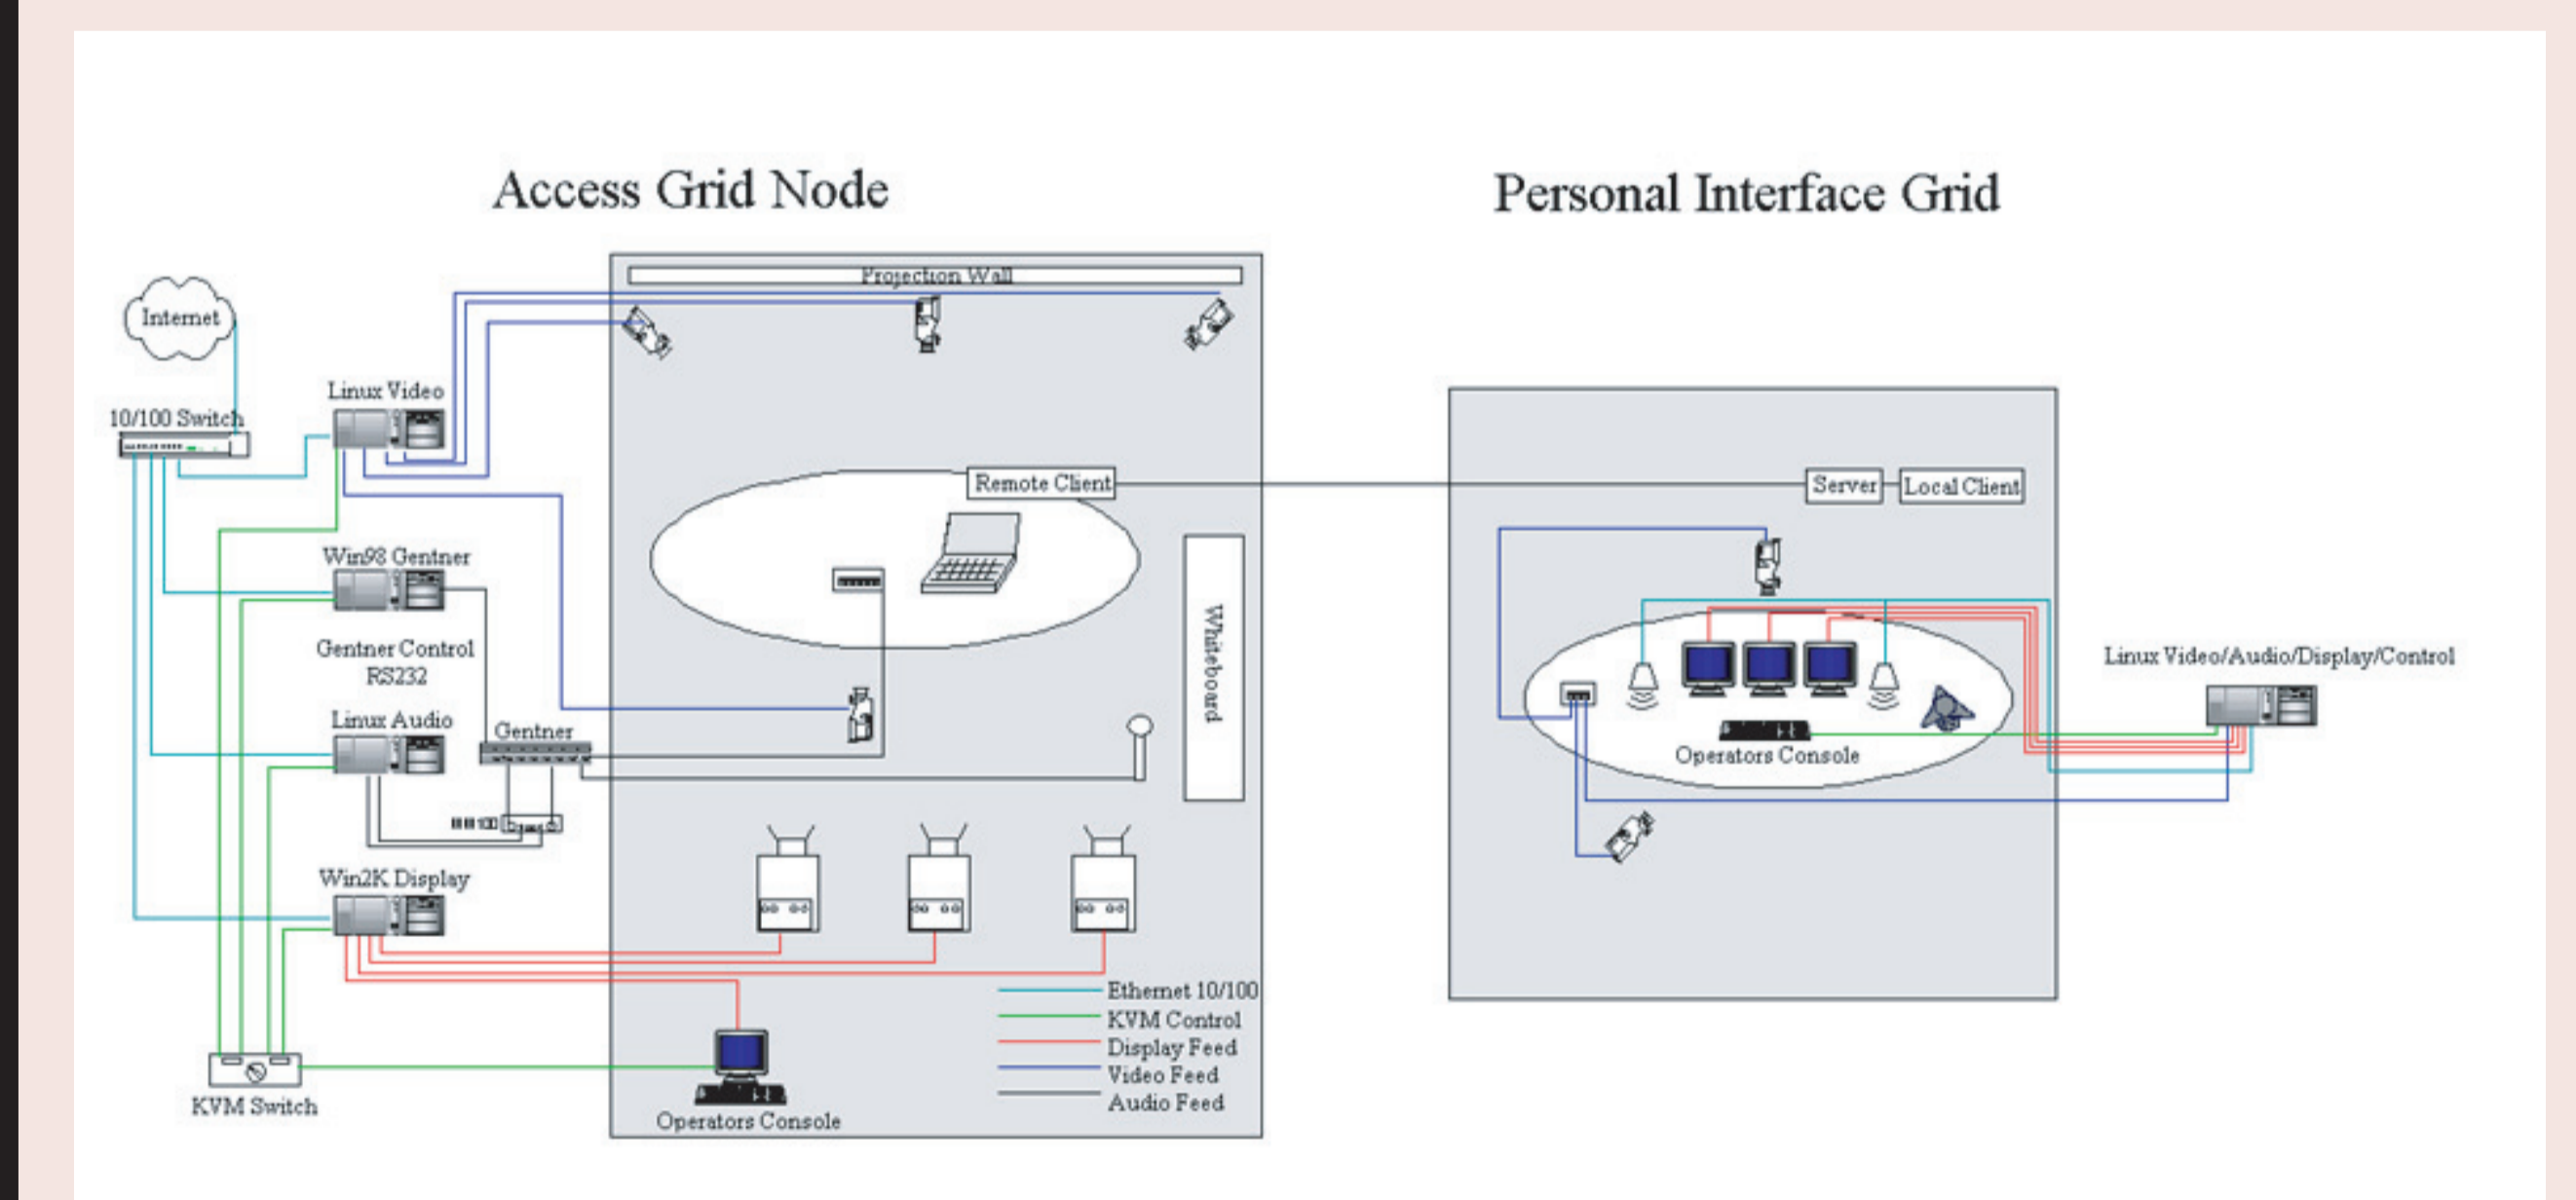 Access Grid Node
Personal Interface Grid
Projection Wall
Internet
Linux Video
10/100 Switch
Remote Client
Server
Local Client
Win98 Gentner
Whiteboard
Gentner Control
RS232
Linux Video/Audio/Display/Control
Linux Audio
Gentner
Operators Console
Win2K Display
Ethernet 10/100
KVM Control
Display Feed
Video Feed
Audio Feed
KVM Switch
Operators Console